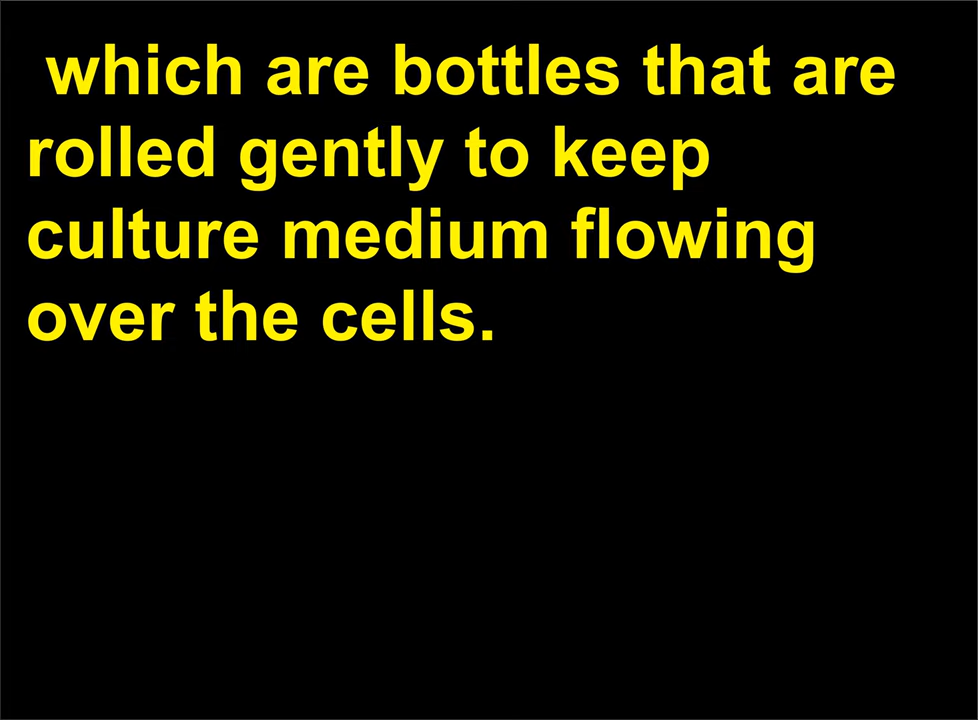 which are bottles that are
rolled gently to keep
culture medium flowing
over the cells.